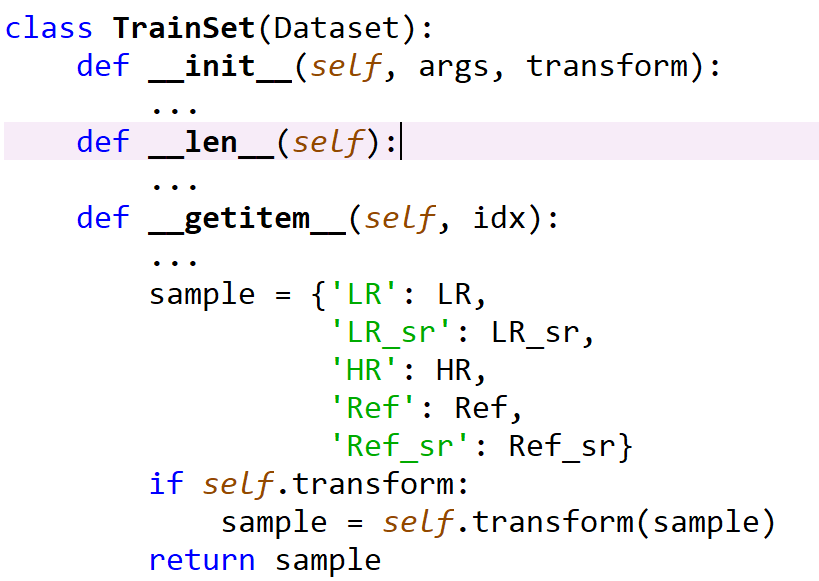 class TrainSet(Dataset):
    def __init__(self, args, transform):
        ...
    def __len__(self):
        ...
    def __getitem__(self, idx):
        ...
        sample = {'LR': LR,
                  'LR_sr': LR_sr,
                  'HR': HR,
                  'Ref': Ref,
                  'Ref_sr': Ref_sr}
        if self.transform:
            sample = self.transform(sample)
        return sample